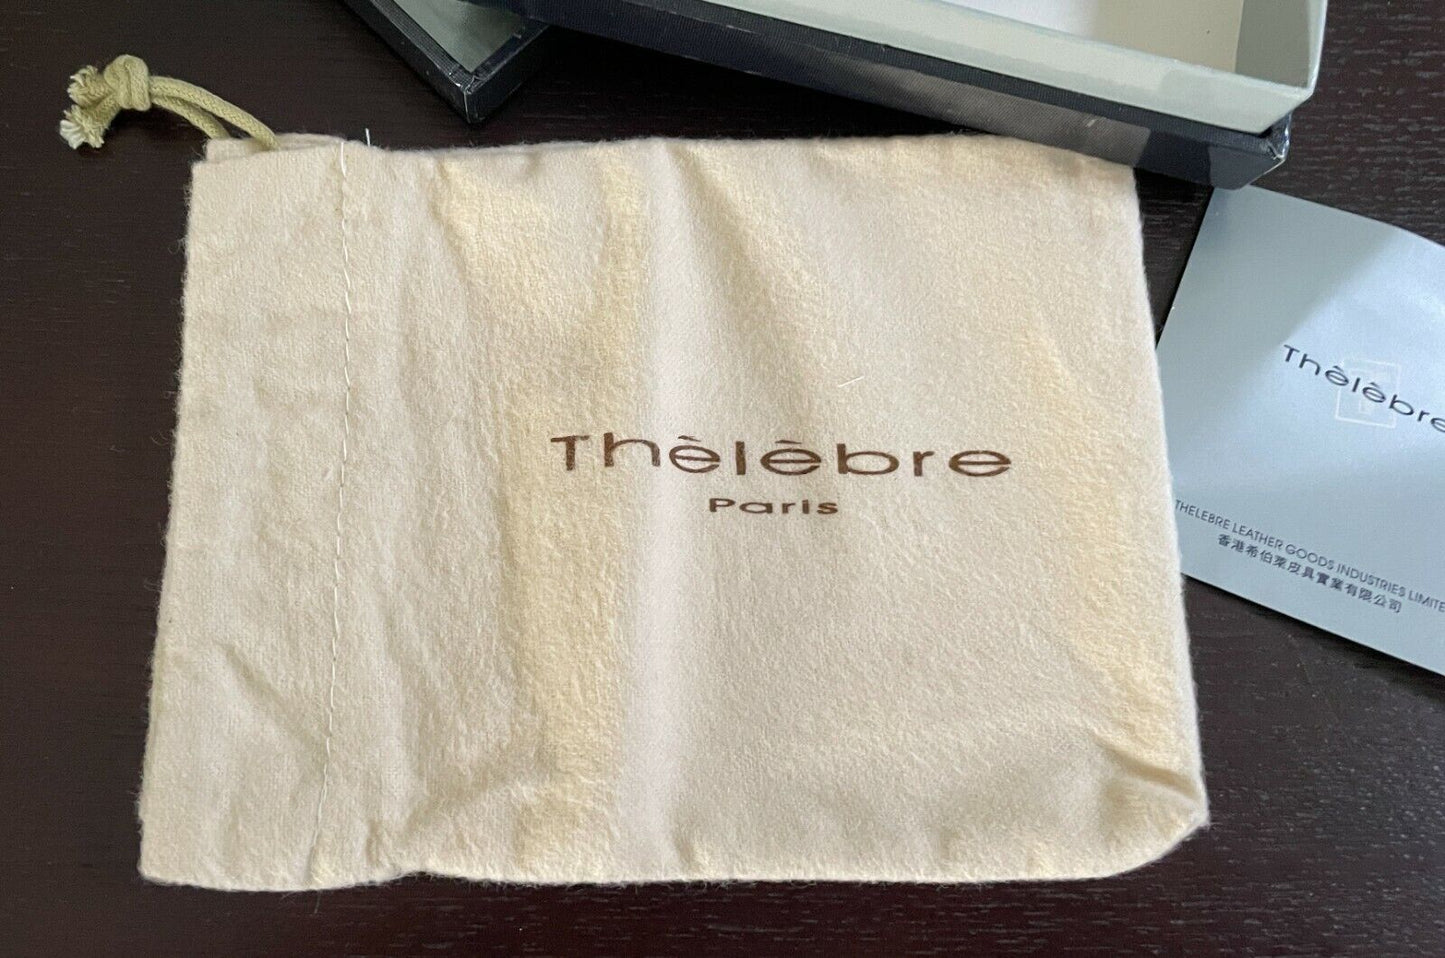 Thèlèbre
Paris
Thèlèbre
THELEBRE LEATHER GOODS INDUSTRIES LIMITE
香港希伯萊皮具實業有限公司